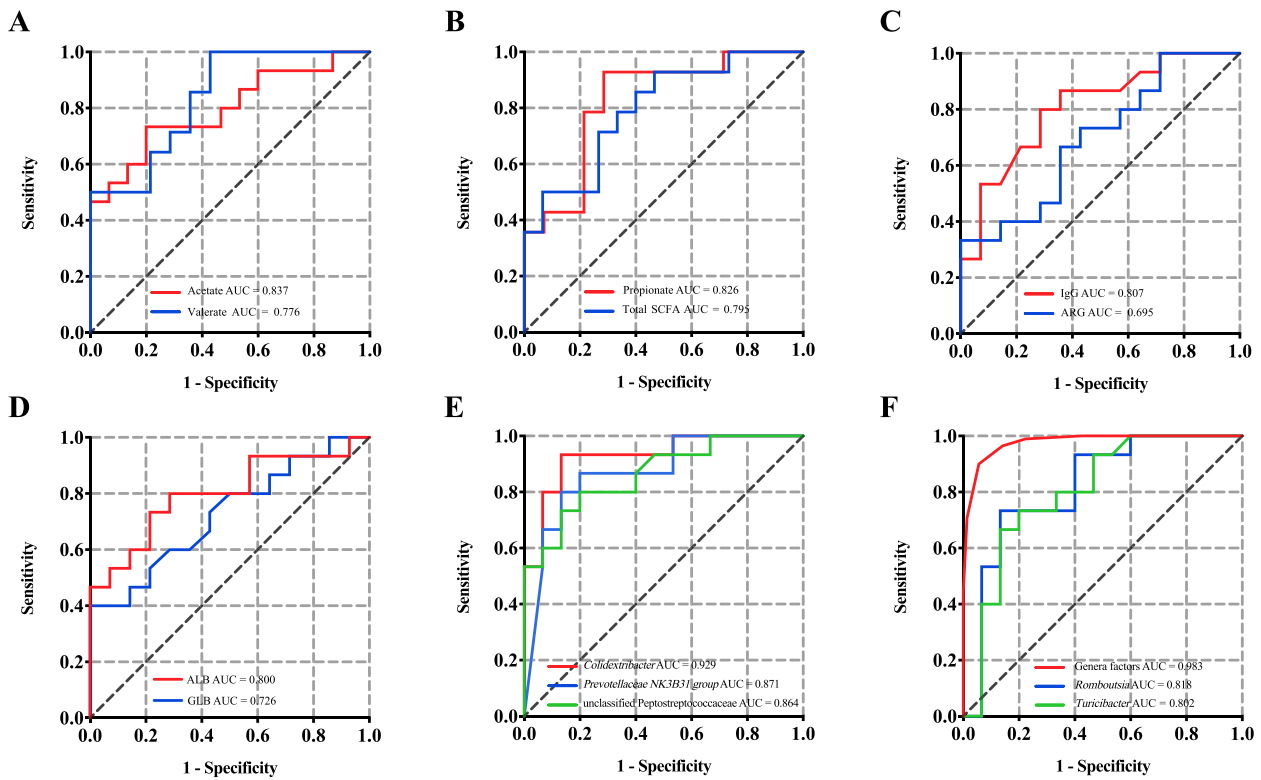 A
Sensitivity
1.0
0.8
0.6
0.4
0.2
0.0
Acetate AUC = 0.837
Valerate AUC = 0.776
0.0 0.2 0.4 0.6 0.8 1.0
1 - Specificity
B
Sensitivity
1.0
0.8
0.6
0.4
0.2
0.0
Propionate AUC = 0.826
Total SCFA AUC = 0.795
0.0 0.2 0.4 0.6 0.8 1.0
1 - Specificity
C
Sensitivity
1.0
0.8
0.6
0.4
0.2
0.0
IgG AUC = 0.807
ARG AUC = 0.695
0.0 0.2 0.4 0.6 0.8 1.0
1 - Specificity
D
Sensitivity
1.0
0.8
0.6
0.4
0.2
0.0
ALB AUC = 0.800
GLB AUC = 0.726
0.0 0.2 0.4 0.6 0.8 1.0
1 - Specificity
E
Sensitivity
1.0
0.8
0.6
0.4
0.2
0.0
Colidextribacter AUC = 0.929
Prevotellaceae NK3B31 group AUC = 0.871
unclassified Peptostreptococcaceae AUC = 0.864
0.0 0.2 0.4 0.6 0.8 1.0
1 - Specificity
F
Sensitivity
1.0
0.8
0.6
0.4
0.2
0.0
Genera factors AUC = 0.983
Romboutsia AUC = 0.818
Turicibacter AUC = 0.802
0.0 0.2 0.4 0.6 0.8 1.0
1 - Specificity